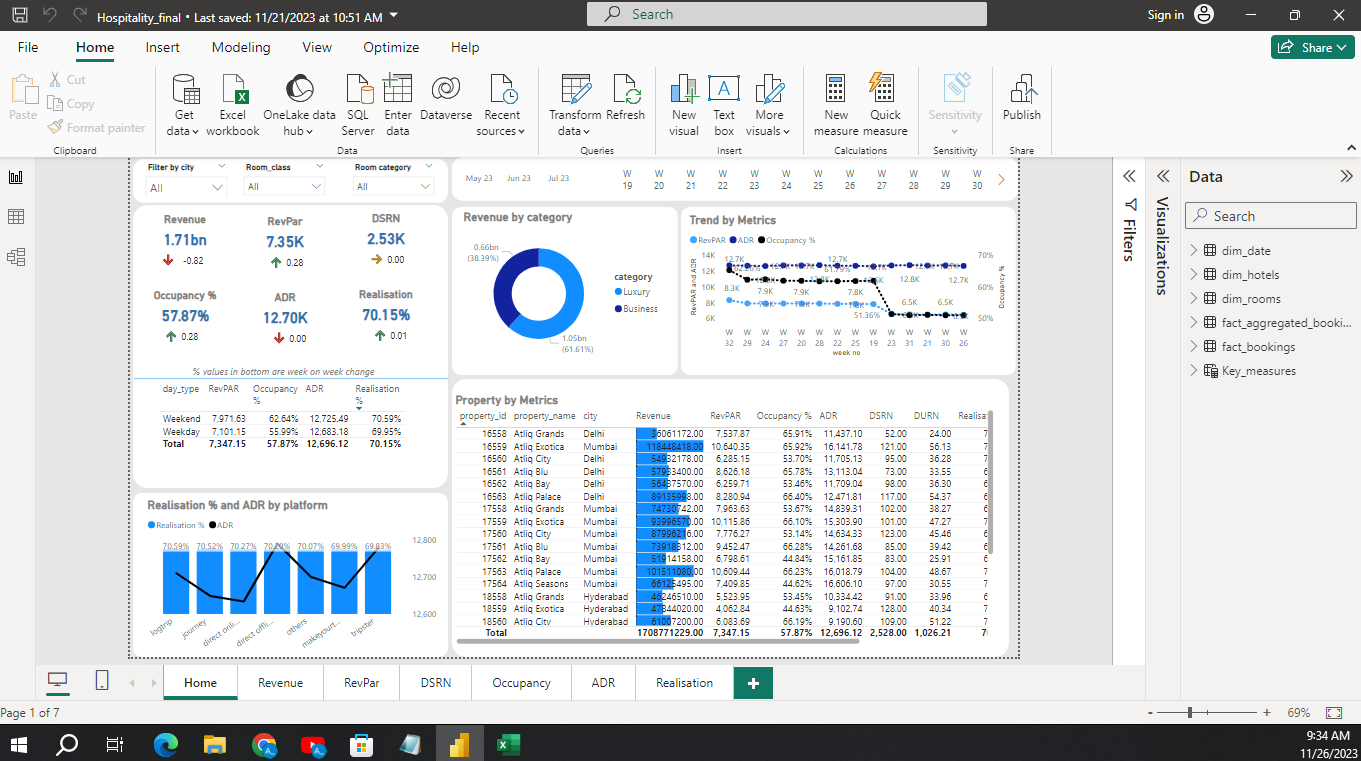 Hospitality_final • Last saved: 11/21/2023 at 10:51 AM
Search
Sign in
File Home Insert Modeling View Optimize Help
Share
Paste
Cut
Copy
Format painter
Clipboard
Get data
Excel workbook
OneLake data hub
SQL Server
Enter data
Dataverse
Recent sources
Data
Transform data
Refresh
Queries
New visual
Text box
More visuals
Insert
New measure
Quick measure
Calculations
Sensitivity
Sensitivity
Publish
Share
Filter by city
All
Room_class
All
Room category
All
May 23 Jun 23 Jul 23
W 19 W 20 W 21 W 22 W 23 W 24 W 25 W 26 W 27 W 28 W 29 W 30
Revenue
1.71bn
-0.82
RevPar
7.35K
0.28
DSRN
2.53K
0.00
Occupancy %
57.87%
0.28
ADR
12.70K
0.00
Realisation
70.15%
0.01
% values in bottom are week on week change
day_type RevPAR Occupancy % ADR Realisation %
Weekend 7,971.63 62.64% 12,725.49 70.59%
Weekday 7,101.15 55.99% 12,683.18 69.95%
Total 7,347.15 57.87% 12,696.12 70.15%
Revenue by category
0.66bn
(38.39%)
1.05bn
(61.61%)
category
Luxury
Business
Trend by Metrics
RevPAR ADR Occupancy %
RevPAR and ADR
14K
12K
10K
8K
6K
70%
60%
50%
Occupancy %
12.7K
12.7K
8.3K
7.9K
7.9K
7.8K
61.79%
12.8K
12.7K
51.36%
6.5K
6.5K
W 32 W 29 W 24 W 27 W 20 W 28 W 22 W 25 W 19 W 23 W 31 W 21 W 30 W 26
week no
Realisation % and ADR by platform
Realisation % ADR
70.59% 70.52% 70.27% 70.20% 70.07% 69.99% 69.83%
12,800
12,700
12,600
logtrip journey direct onli... direct offli... others makeyourt... tripster
Property by Metrics
property_id property_name city Revenue RevPAR Occupancy % ADR DSRN DURN Realisat
16558 Atliq Grands Delhi 36061172.00 7,537.87 65.91% 11,437.10 52.00 24.00
16559 Atliq Exotica Mumbai 118448418.00 10,640.35 65.92% 16,141.78 121.00 56.13
16560 Atliq City Delhi 54932178.00 6,285.15 53.70% 11,705.13 95.00 36.28
16561 Atliq Blu Delhi 57933400.00 8,626.18 65.78% 13,113.04 73.00 33.55
16562 Atliq Bay Delhi 56437570.00 6,259.71 53.46% 11,709.04 98.00 36.30
16563 Atliq Palace Delhi 89135998.00 8,280.94 66.40% 12,471.81 117.00 54.37
17558 Atliq Grands Mumbai 74730742.00 7,963.63 53.67% 14,839.31 102.00 38.27
17559 Atliq Exotica Mumbai 93996570.00 10,115.86 66.10% 15,303.90 101.00 47.27
17560 Atliq City Mumbai 87996216.00 7,776.27 53.14% 14,634.33 123.00 45.46
17561 Atliq Blu Mumbai 73918312.00 9,452.47 66.28% 14,261.68 85.00 39.42
17562 Atliq Bay Mumbai 51914158.00 6,798.61 44.84% 15,161.85 83.00 25.91
17563 Atliq Palace Mumbai 101511080.00 10,609.44 66.23% 16,018.79 104.00 48.67
17564 Atliq Seasons Mumbai 66125495.00 7,409.85 44.62% 16,606.10 97.00 30.55
18558 Atliq Grands Hyderabad 46246510.00 5,523.95 53.45% 10,334.42 91.00 33.96
18559 Atliq Exotica Hyderabad 47344020.00 4,062.84 44.63% 9,102.74 128.00 40.34
18560 Atliq City Hyderabad 61007200.00 6,083.69 66.19% 9,190.60 109.00 51.22
Total 1708771229.00 7,347.15 57.87% 12,696.12 2,528.00 1,026.21
Filters
Visualizations
Data
Search
dim_date
dim_hotels
dim_rooms
fact_aggregated_booki...
fact_bookings
Key_measures
Home Revenue RevPar DSRN Occupancy ADR Realisation
Page 1 of 7
69%
9:34 AM
11/26/2023